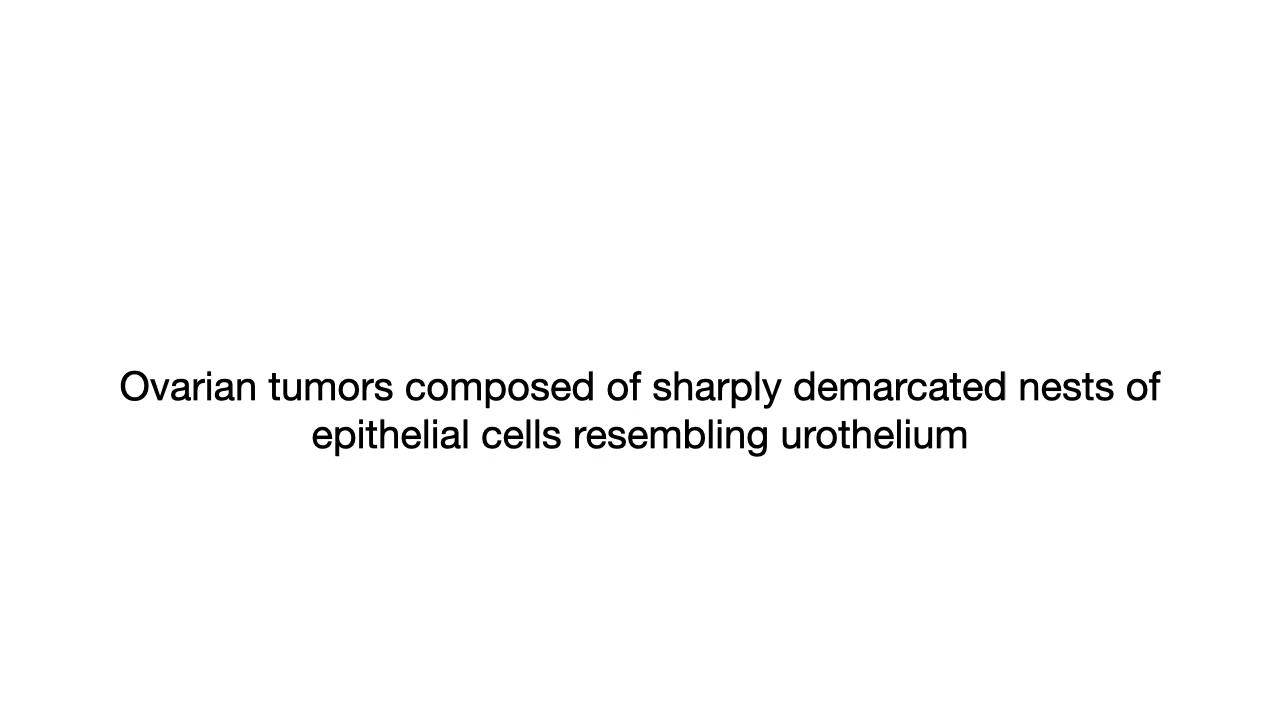 Ovarian tumors composed of sharply demarcated nests of
epithelial cells resembling urothelium